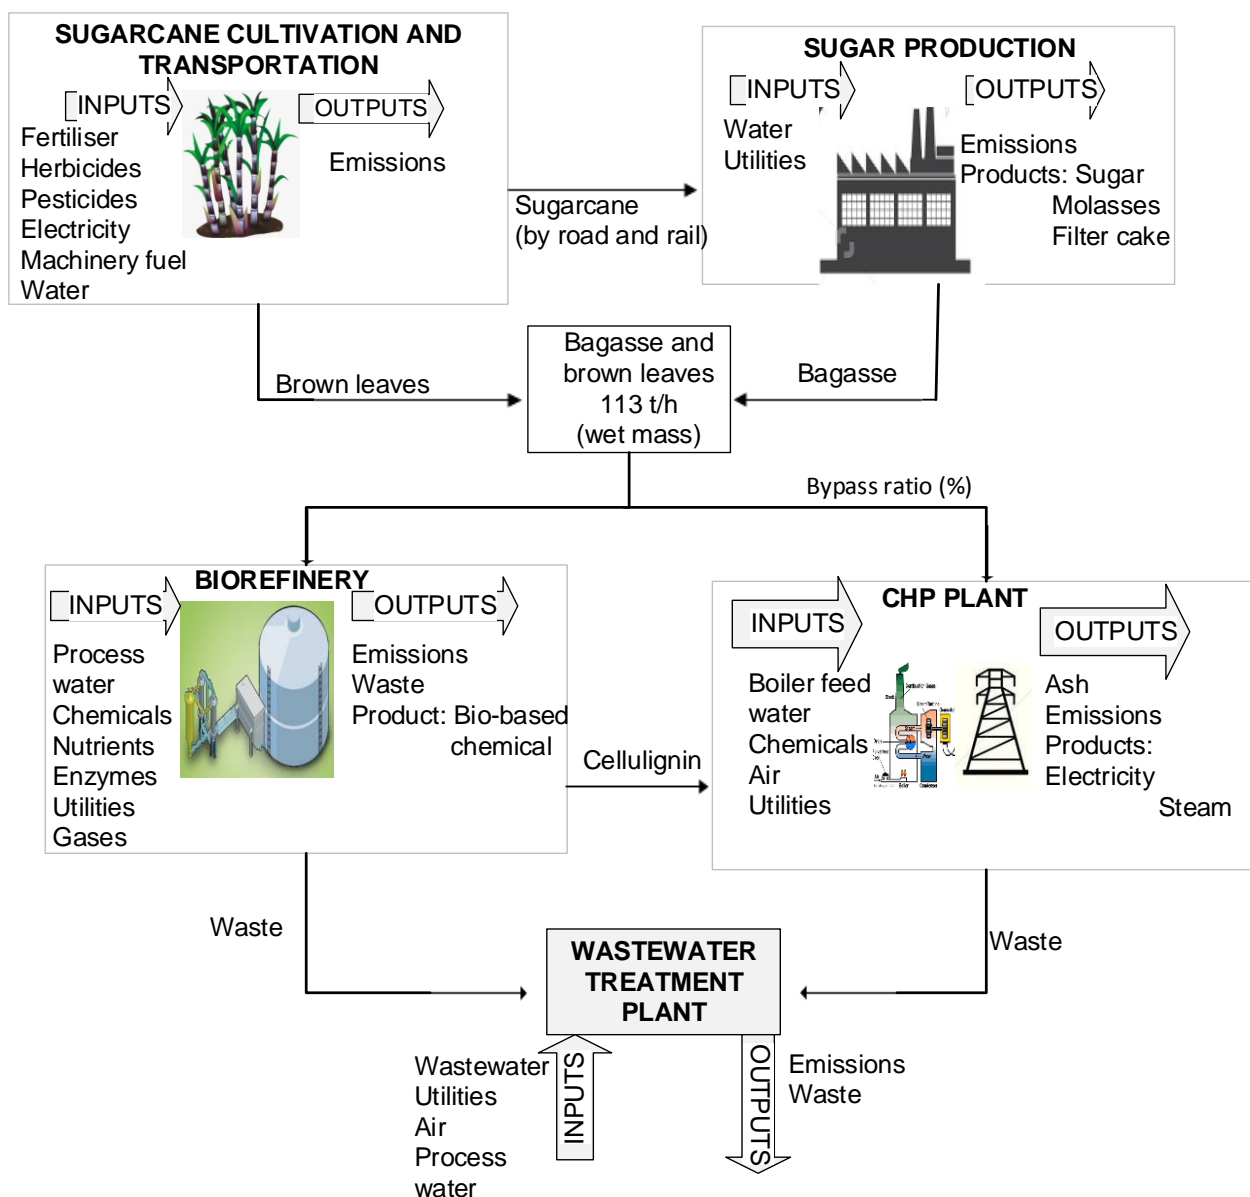 SUGARCANE CULTIVATION AND
TRANSPORTATION
INPUTS
OUTPUTS
Fertiliser
Herbicides
Pesticides
Electricity
Machinery fuel
Water
Emissions
Sugarcane
(by road and rail)
SUGAR PRODUCTION
INPUTS
OUTPUTS
Water
Utilities
Emissions
Products: Sugar
Molasses
Filter cake
Brown leaves
Bagasse and
brown leaves
113 t/h
(wet mass)
Bagasse
Bypass ratio (%)
BIOREFINERY
INPUTS
OUTPUTS
Process
water
Chemicals
Nutrients
Enzymes
Utilities
Gases
Emissions
Waste
Product: Bio-based
chemical
Cellulignin
CHP PLANT
INPUTS
OUTPUTS
Boiler feed
water
Chemicals
Air
Utilities
Boiler
Condenser
Ash
Emissions
Products:
Electricity
Steam
Waste
Waste
WASTEWATER
TREATMENT
PLANT
INPUTS
OUTPUTS
Wastewater
Utilities
Air
Process
water
Emissions
Waste